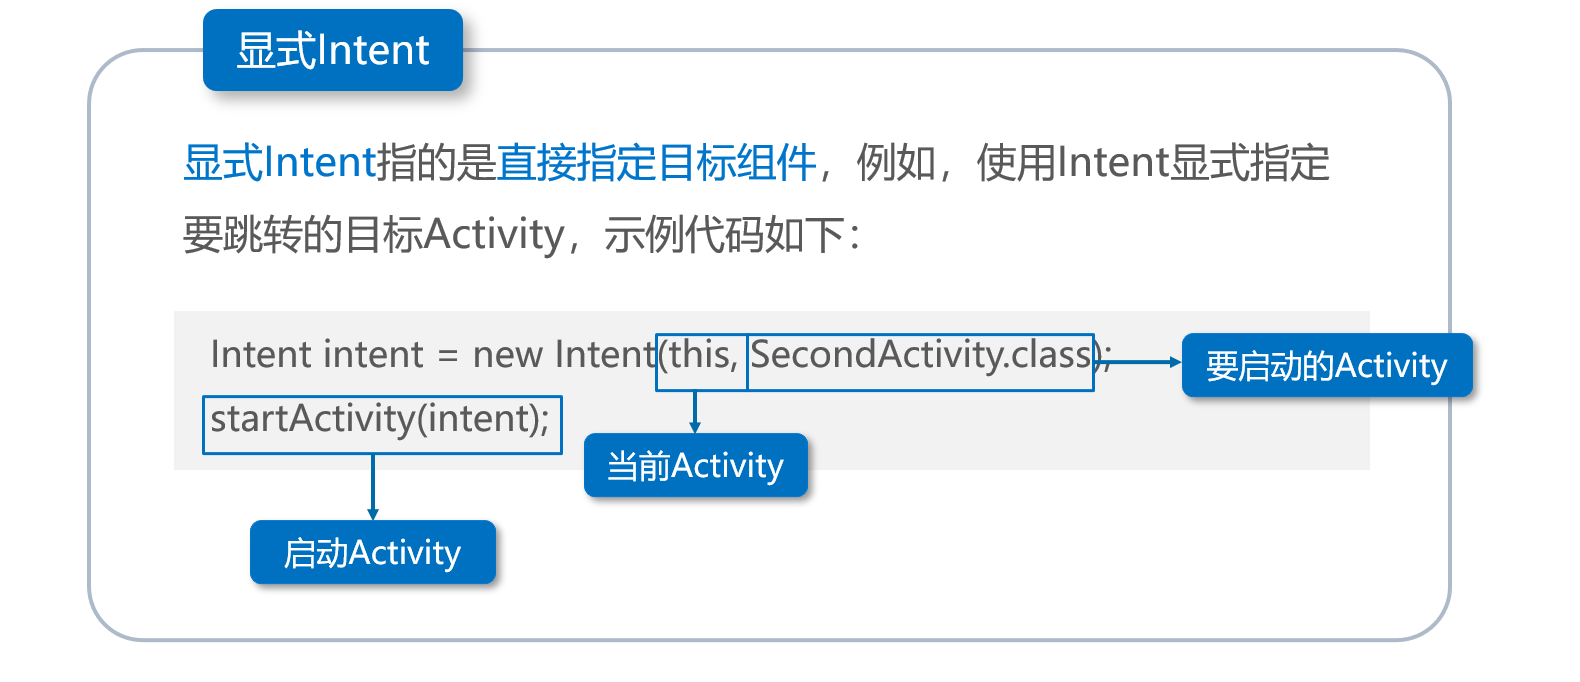 显式Intent
显式Intent指的是直接指定目标组件，例如，使用Intent显式指定
要跳转的目标Activity，示例代码如下：
Intent intent = new Intent(this, SecondActivity.class);
要启动的Activity
startActivity(intent);
当前Activity
启动Activity